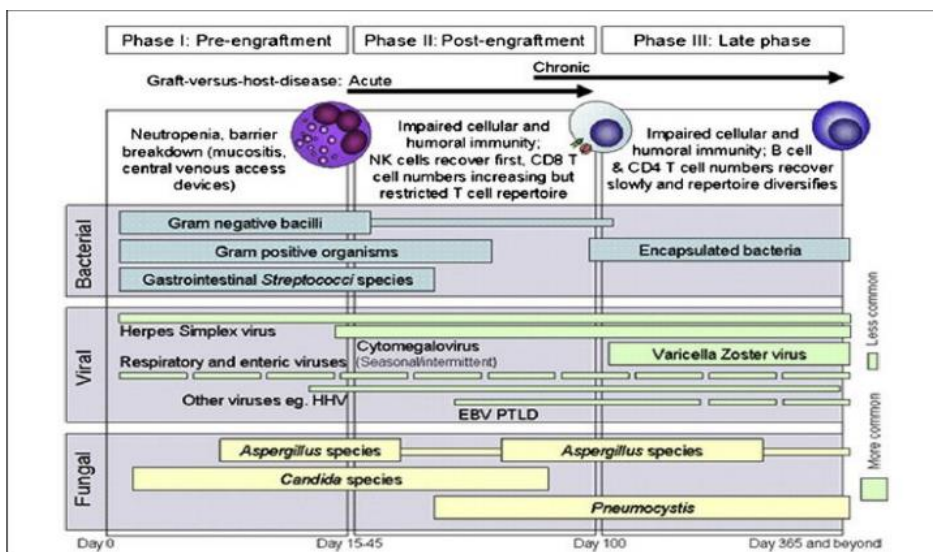 Phase I: Pre-engraftment
Phase II: Post-engraftment
Phase III: Late phase
Chronic
Graft-versus-host-disease: Acute
Neutropenia, barrier
breakdown (mucositis,
central venous access
devices)
Impaired cellular and
humoral immunity;
NK cells recover first, CD8 T
cell numbers increasing but
restricted T cell repertoire
Impaired cellular and
humoral immunity; B cell
& CD4 T cell numbers recover
slowly and repertoire diversifies
Bacterial
Gram negative bacilli
Gram positive organisms
Encapsulated bacteria
Gastrointestinal Streptococci species
Viral
Herpes Simplex virus
Cytomegalovirus
Respiratory and enteric viruses (Seasonal/intermittent)
Varicella Zoster virus
Other viruses eg. HHV
EBV PTLD
Less common
More common
Fungal
Aspergillus species
Aspergillus species
Candida species
Pneumocystis
Day 0
Day 15-45
Day 100
Day 365 and beyond